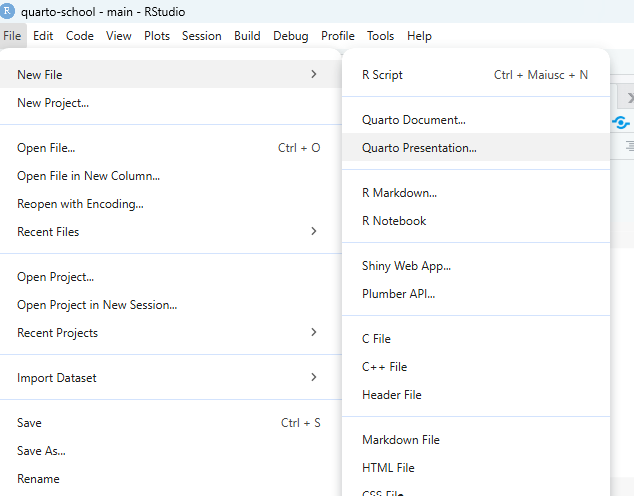 quarto-school - main - RStudio
File Edit Code View Plots Session Build Debug Profile Tools Help
New File
New Project...
Open File... Ctrl + O
Open File in New Column...
Reopen with Encoding...
Recent Files
Open Project...
Open Project in New Session...
Recent Projects
Import Dataset
Save Ctrl + S
Save As...
Rename
R Script Ctrl + Maiusc + N
Quarto Document...
Quarto Presentation...
R Markdown...
R Notebook
Shiny Web App...
Plumber API...
C File
C++ File
Header File
Markdown File
HTML File
CSS File